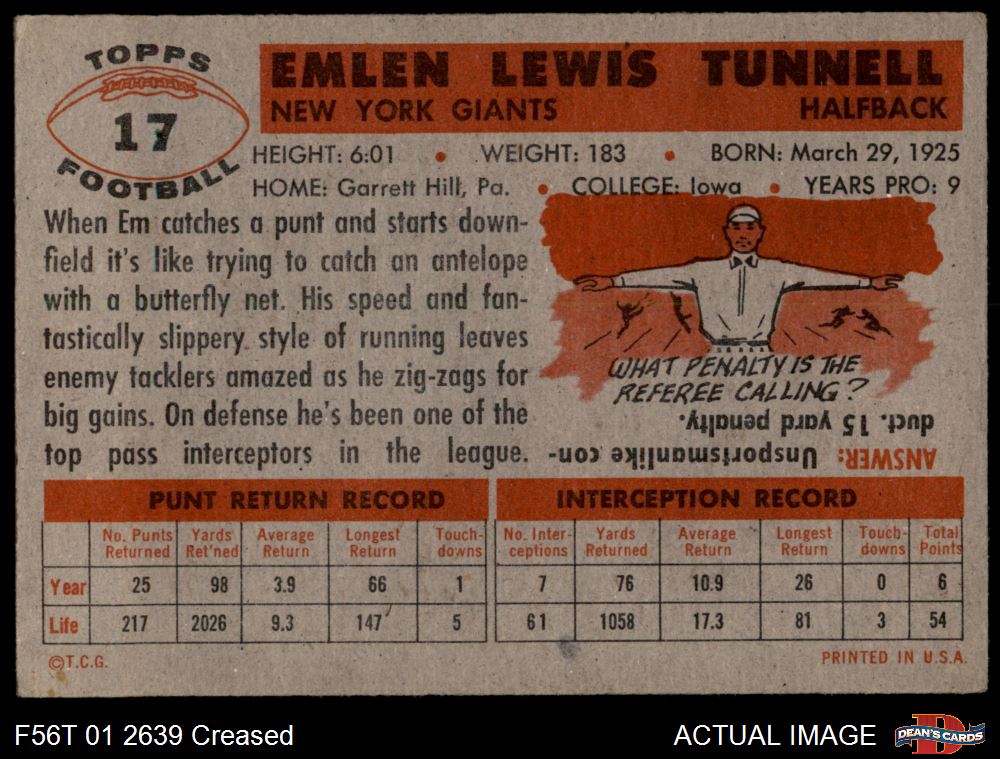 TOPPS
17
FOOTBALL
EMLEN LEWIS TUNNELL
NEW YORK GIANTS HALFBACK
HEIGHT: 6:01 • WEIGHT: 183 • BORN: March 29, 1925
HOME: Garrett Hill, Pa. • COLLEGE: Iowa • YEARS PRO: 9
When Em catches a punt and starts down-
field it's like trying to catch an antelope
with a butterfly net. His speed and fan-
tastically slippery style of running leaves
enemy tacklers amazed as he zig-zags for
big gains. On defense he's been one of the
top pass interceptors in the league.
WHAT PENALTY IS THE
REFEREE CALLING?
ANSWER: Unsportsmanlike con-
duct. 15 yard penalty.
PUNT RETURN RECORD
No. Punts Returned Yards Ret'ned Average Return Longest Return Touch-downs
Year 25 98 3.9 66 1
Life 217 2026 9.3 147 5
INTERCEPTION RECORD
No. Inter-ceptions Yards Returned Average Return Longest Return Touch-downs Total Points
7 76 10.9 26 0 6
61 1058 17.3 81 3 54
©T.C.G. PRINTED IN U.S.A.
F56T 01 2639 Creased ACTUAL IMAGE
D
DEAN'S CARDS